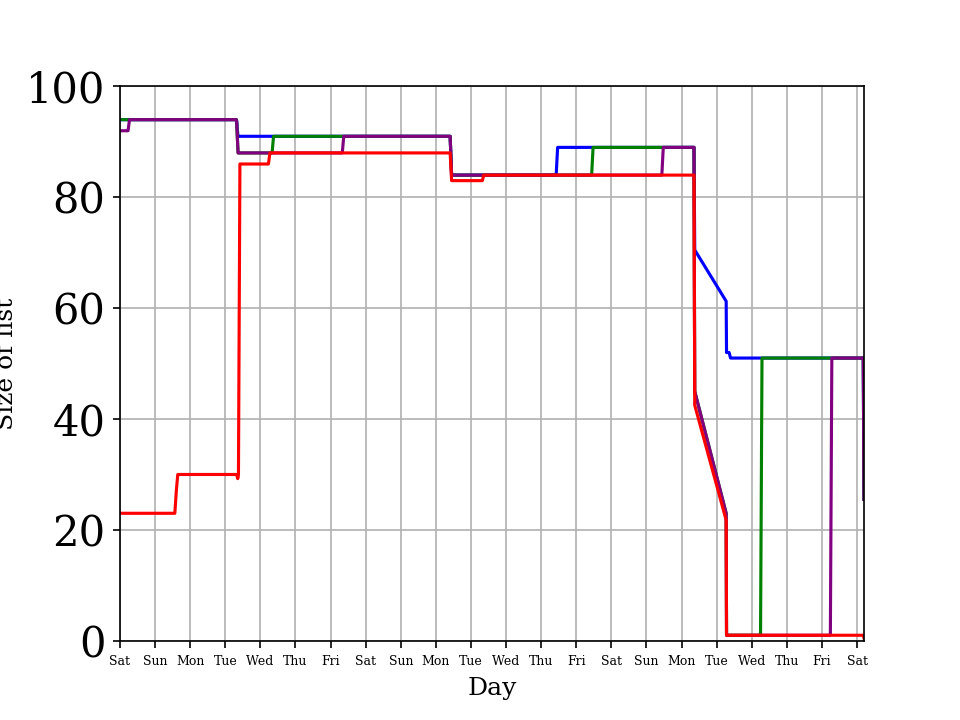 100
80
60
40
20
0
Size of list
Sat Sun Mon Tue Wed Thu Fri Sat Sun Mon Tue Wed Thu Fri Sat Sun Mon Tue Wed Thu Fri Sat
Day